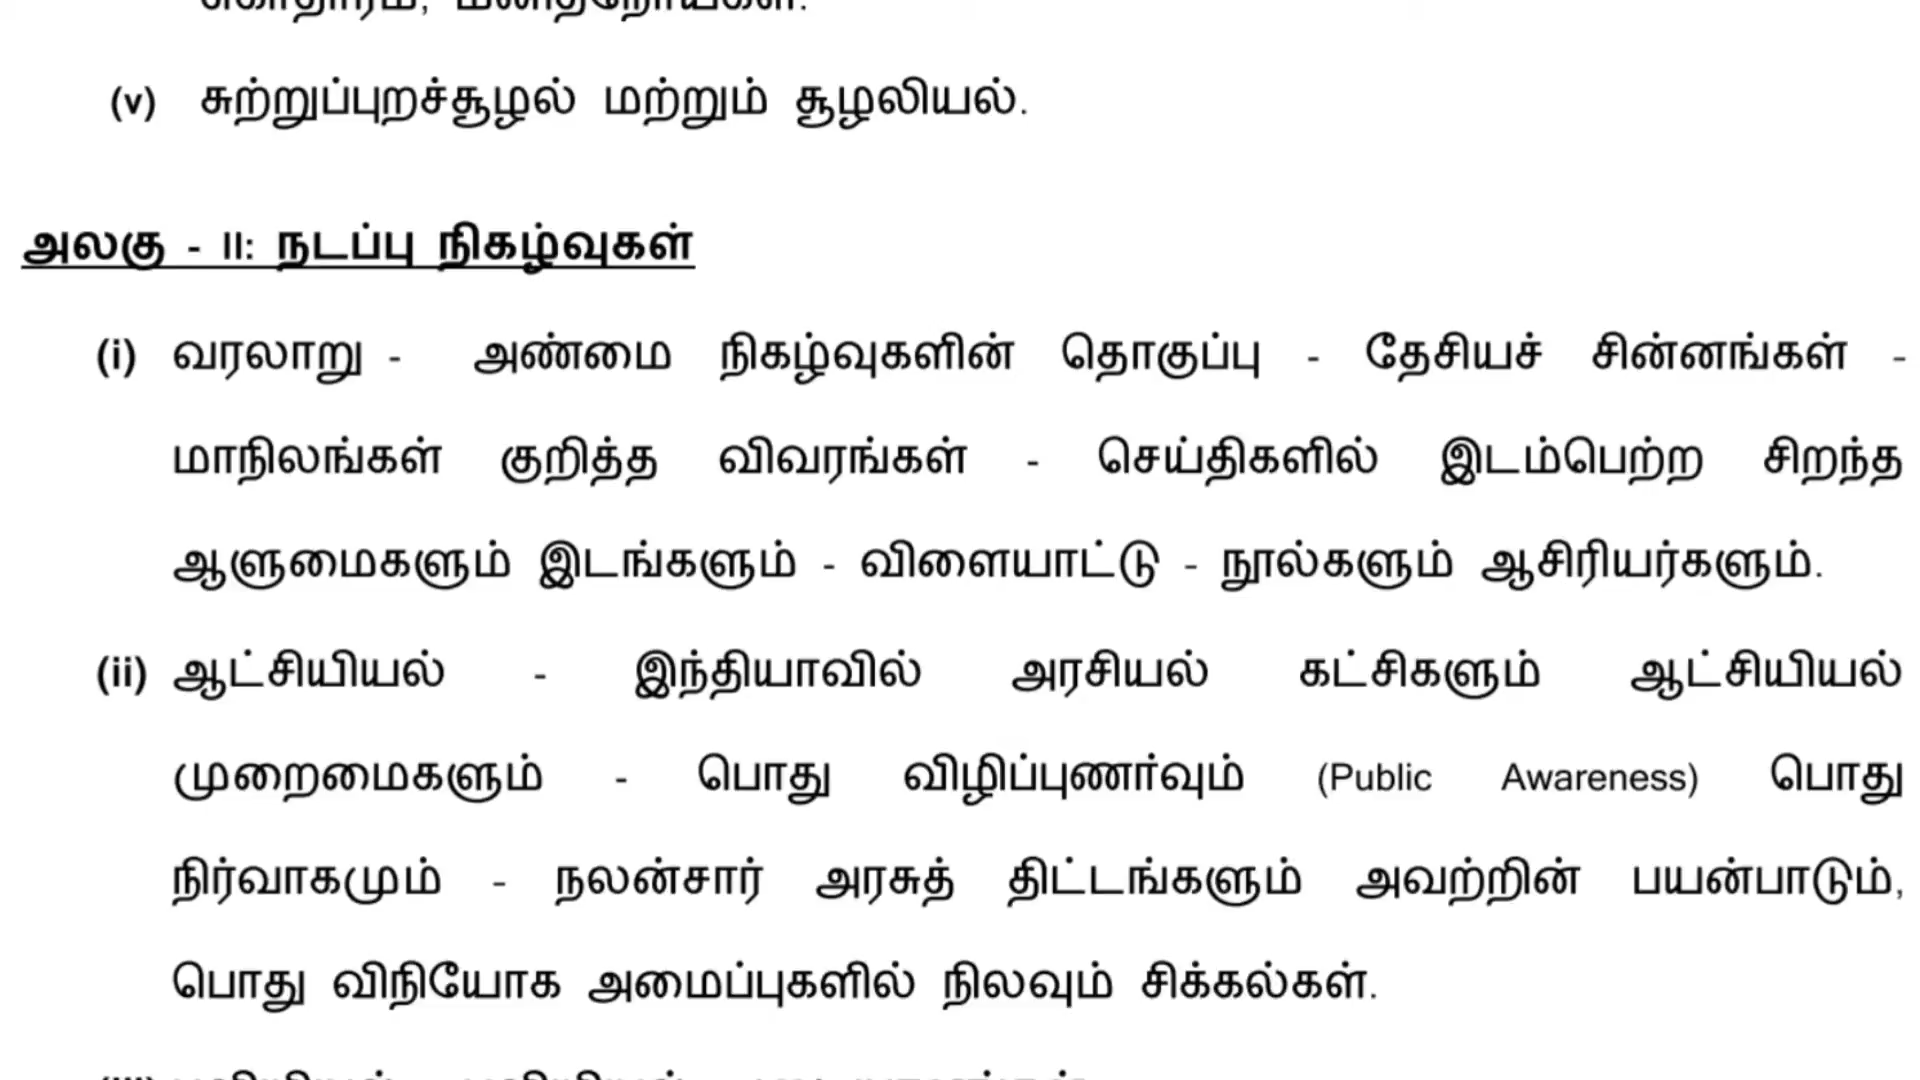 (v) சுற்றுப்புறச்சூழல் மற்றும் சூழலியல்.
அலகு - II: நடப்பு நிகழ்வுகள்
(i) வரலாறு - அண்மை நிகழ்வுகளின் தொகுப்பு - தேசியச் சின்னங்கள் -
மாநிலங்கள் குறித்த விவரங்கள் - செய்திகளில் இடம்பெற்ற சிறந்த
ஆளுமைகளும் இடங்களும் - விளையாட்டு - நூல்களும் ஆசிரியர்களும்.
(ii) ஆட்சியியல் - இந்தியாவில் அரசியல் கட்சிகளும் ஆட்சியியல்
முறைமைகளும் - பொது விழிப்புணர்வும் (Public Awareness) பொது
நிர்வாகமும் - நலன்சார் அரசுத் திட்டங்களும் அவற்றின் பயன்பாடும்,
பொது விநியோக அமைப்புகளில் நிலவும் சிக்கல்கள்.